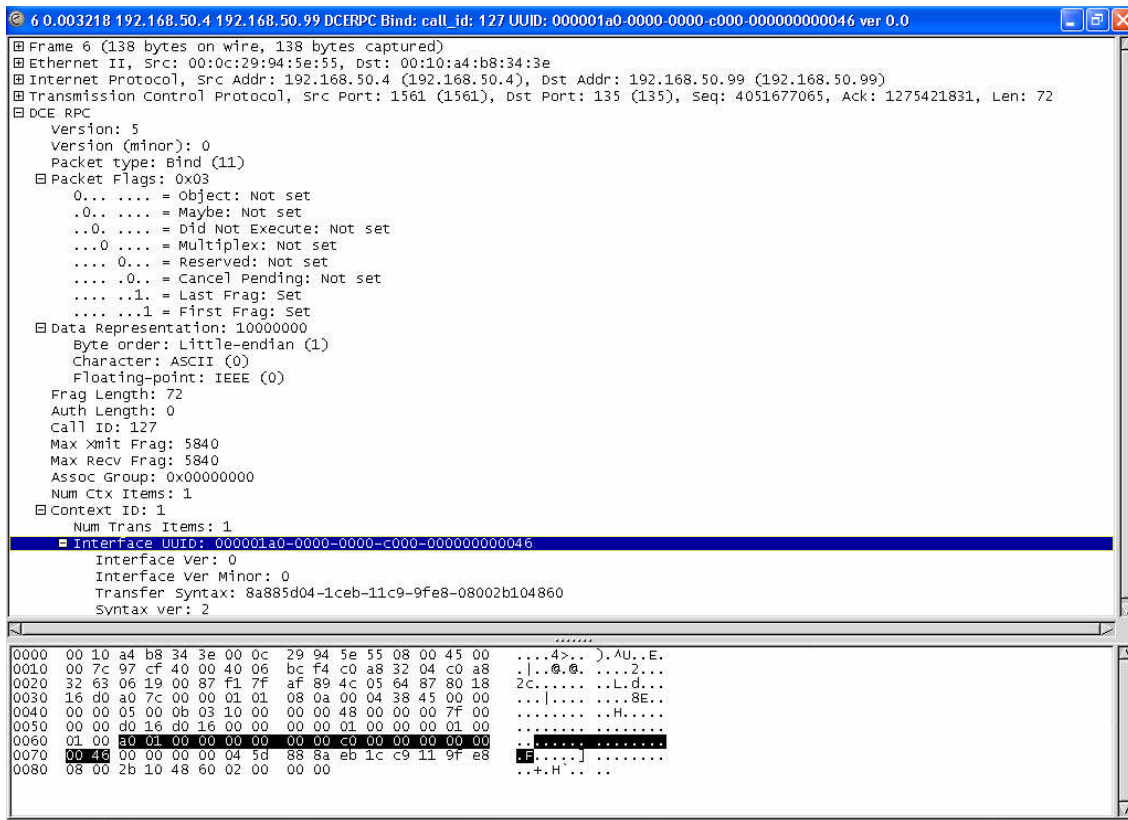 6 0.003218 192.168.50.4 192.168.50.99 DCERPC Bind: call_id: 127 UUID: 000001a0-0000-0000-c000-000000000046 ver 0.0
Frame 6 (138 bytes on wire, 138 bytes captured)
Ethernet II, Src: 00:0c:29:94:5e:55, Dst: 00:10:a4:b8:34:3e
Internet Protocol, Src Addr: 192.168.50.4 (192.168.50.4), Dst Addr: 192.168.50.99 (192.168.50.99)
Transmission Control Protocol, Src Port: 1561 (1561), Dst Port: 135 (135), Seq: 4051677065, Ack: 1275421831, Len: 72
DCE RPC
Version: 5
Version (minor): 0
Packet type: Bind (11)
Packet Flags: 0x03
0... .... = Object: Not set
.0.. .... = Maybe: Not set
..0. .... = Did Not Execute: Not set
...0 .... = Multiplex: Not set
.... 0... = Reserved: Not set
.... .0.. = Cancel Pending: Not set
.... ..1. = Last Frag: Set
.... ...1 = First Frag: Set
Data Representation: 10000000
Byte order: Little-endian (1)
Character: ASCII (0)
Floating-point: IEEE (0)
Frag Length: 72
Auth Length: 0
Call ID: 127
Max Xmit Frag: 5840
Max Recv Frag: 5840
Assoc Group: 0x00000000
Num Ctx Items: 1
Context ID: 1
Num Trans Items: 1
Interface UUID: 000001a0-0000-0000-c000-000000000046
Interface Ver: 0
Interface Ver Minor: 0
Transfer Syntax: 8a885d04-1ceb-11c9-9fe8-08002b104860
Syntax ver: 2
0000 00 10 a4 b8 34 3e 00 0c 29 94 5e 55 08 00 45 00 ....4>.. ).^U..E.
0010 00 7c 97 cf 40 00 40 06 bc f4 c0 a8 32 04 c0 a8 .|..@.@. ....2...
0020 32 63 06 19 00 87 f1 7f af 89 4c 05 64 87 80 18 2c...... ..L.d...
0030 16 d0 a0 7c 00 00 01 01 08 0a 00 04 38 45 00 00 ...|.... ....8E..
0040 00 00 05 00 0b 03 10 00 00 00 48 00 00 00 7f 00 ........ ..H.....
0050 00 00 d0 16 d0 16 00 00 00 00 01 00 00 00 01 00 ........ ........
0060 01 00 a0 01 00 00 00 00 00 00 c0 00 00 00 00 00 ........ ........
0070 00 46 00 00 00 00 04 5d 88 8a eb 1c c9 11 9f e8 .F.....] ........
0080 08 00 2b 10 48 60 02 00 00 00 ..+.H`.. ..